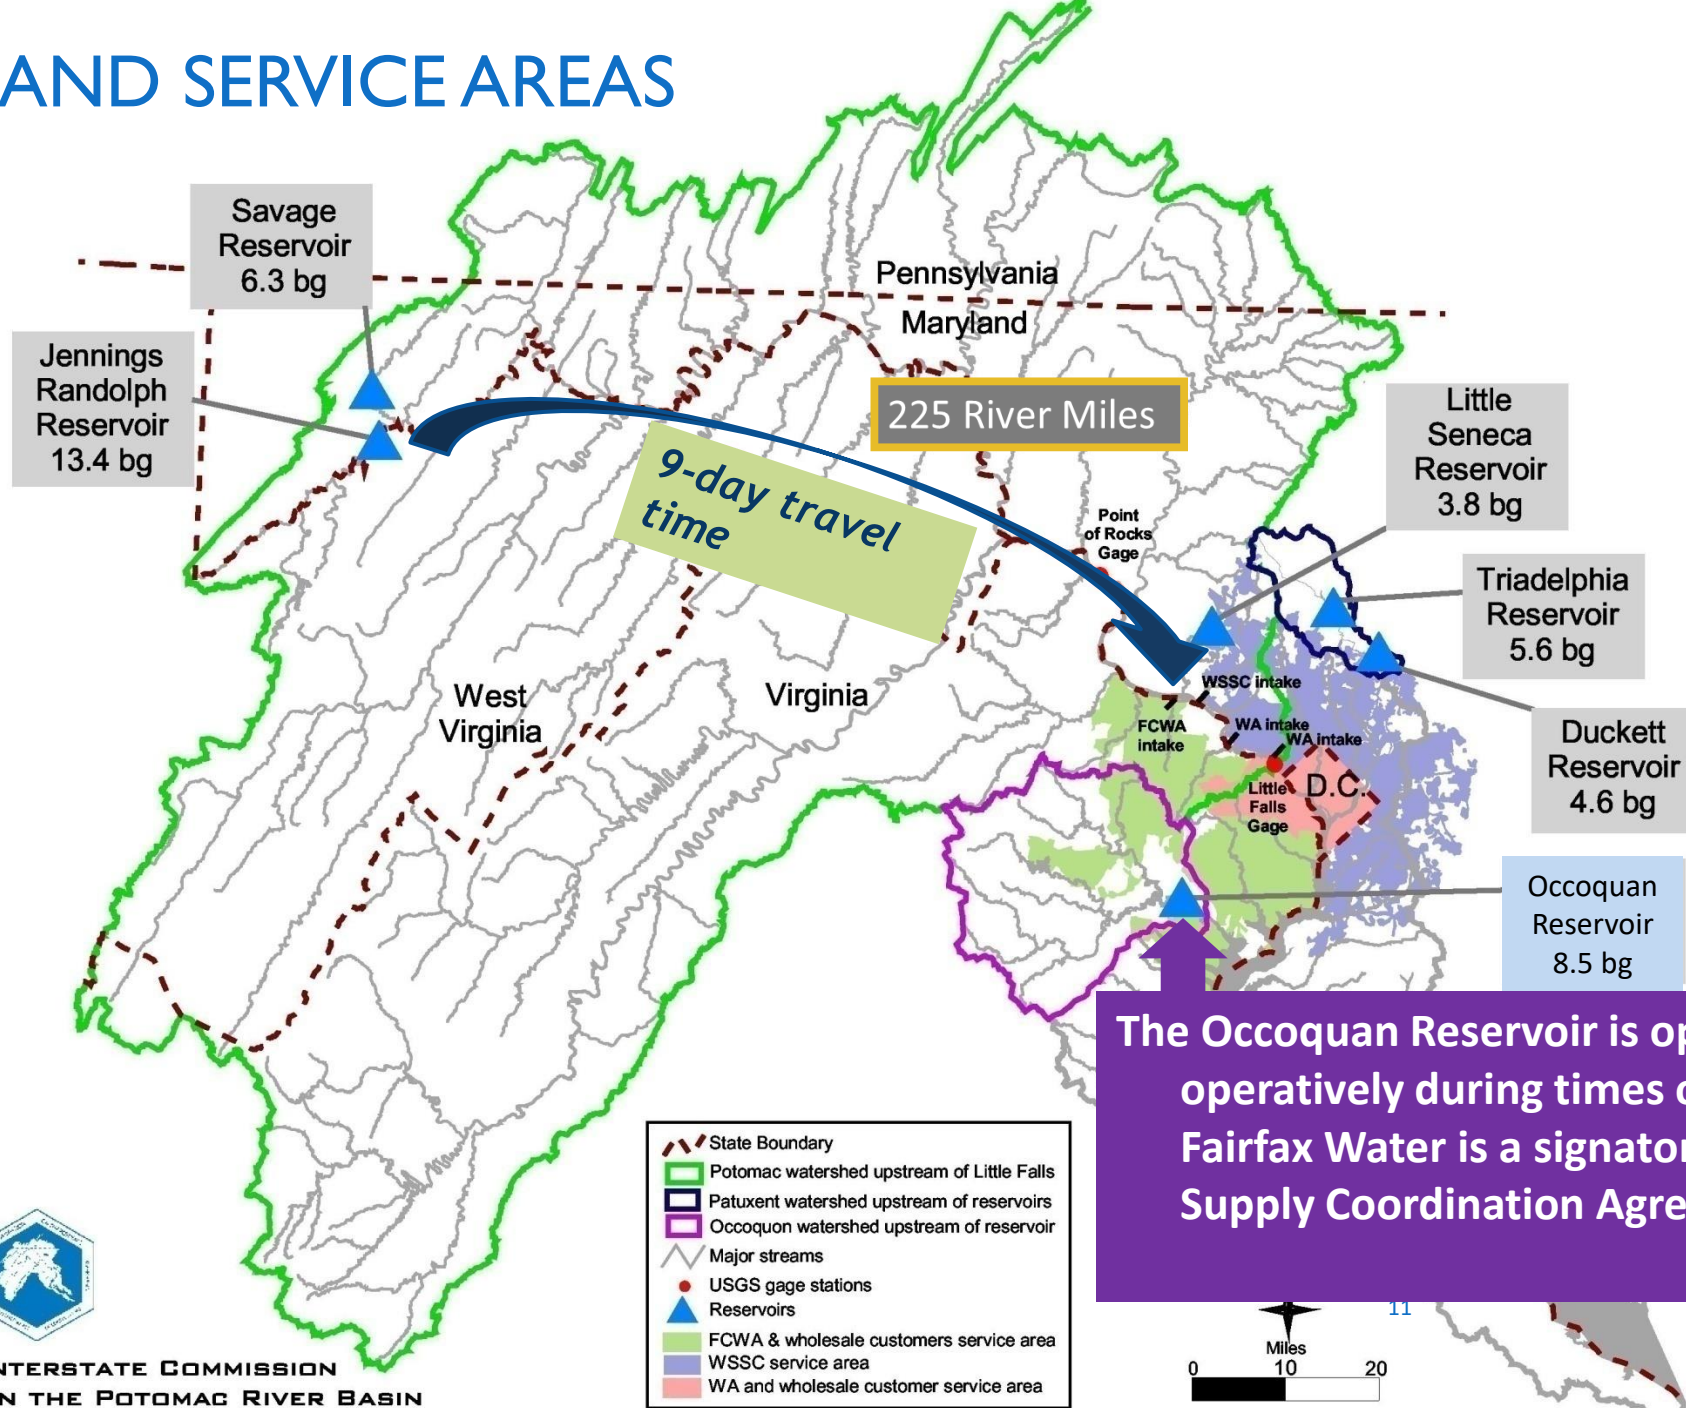 AND SERVICE AREAS
Savage
Reservoir
6.3 bg
Jennings
Randolph
Reservoir
13.4 bg
Pennsylvania
Maryland
225 River Miles
9-day travel
time
Little
Seneca
Reservoir
3.8 bg
Point
of Rocks
Gage
Triadelphia
Reservoir
5.6 bg
West
Virginia
Virginia
WSSC intake
FCWA
intake
WA intake
WA intake
D.C.
Little
Falls
Gage
Duckett
Reservoir
4.6 bg
Occoquan
Reservoir
8.5 bg
The Occoquan Reservoir is op
operatively during times o
Fairfax Water is a signator
Supply Coordination Agre
State Boundary
Potomac watershed upstream of Little Falls
Patuxent watershed upstream of reservoirs
Occoquon watershed upstream of reservoir
Major streams
USGS gage stations
Reservoirs
FCWA & wholesale customers service area
WSSC service area
WA and wholesale customer service area
11
Miles
0 10 20
NTERSTATE COMMISSION
N THE POTOMAC RIVER BASIN